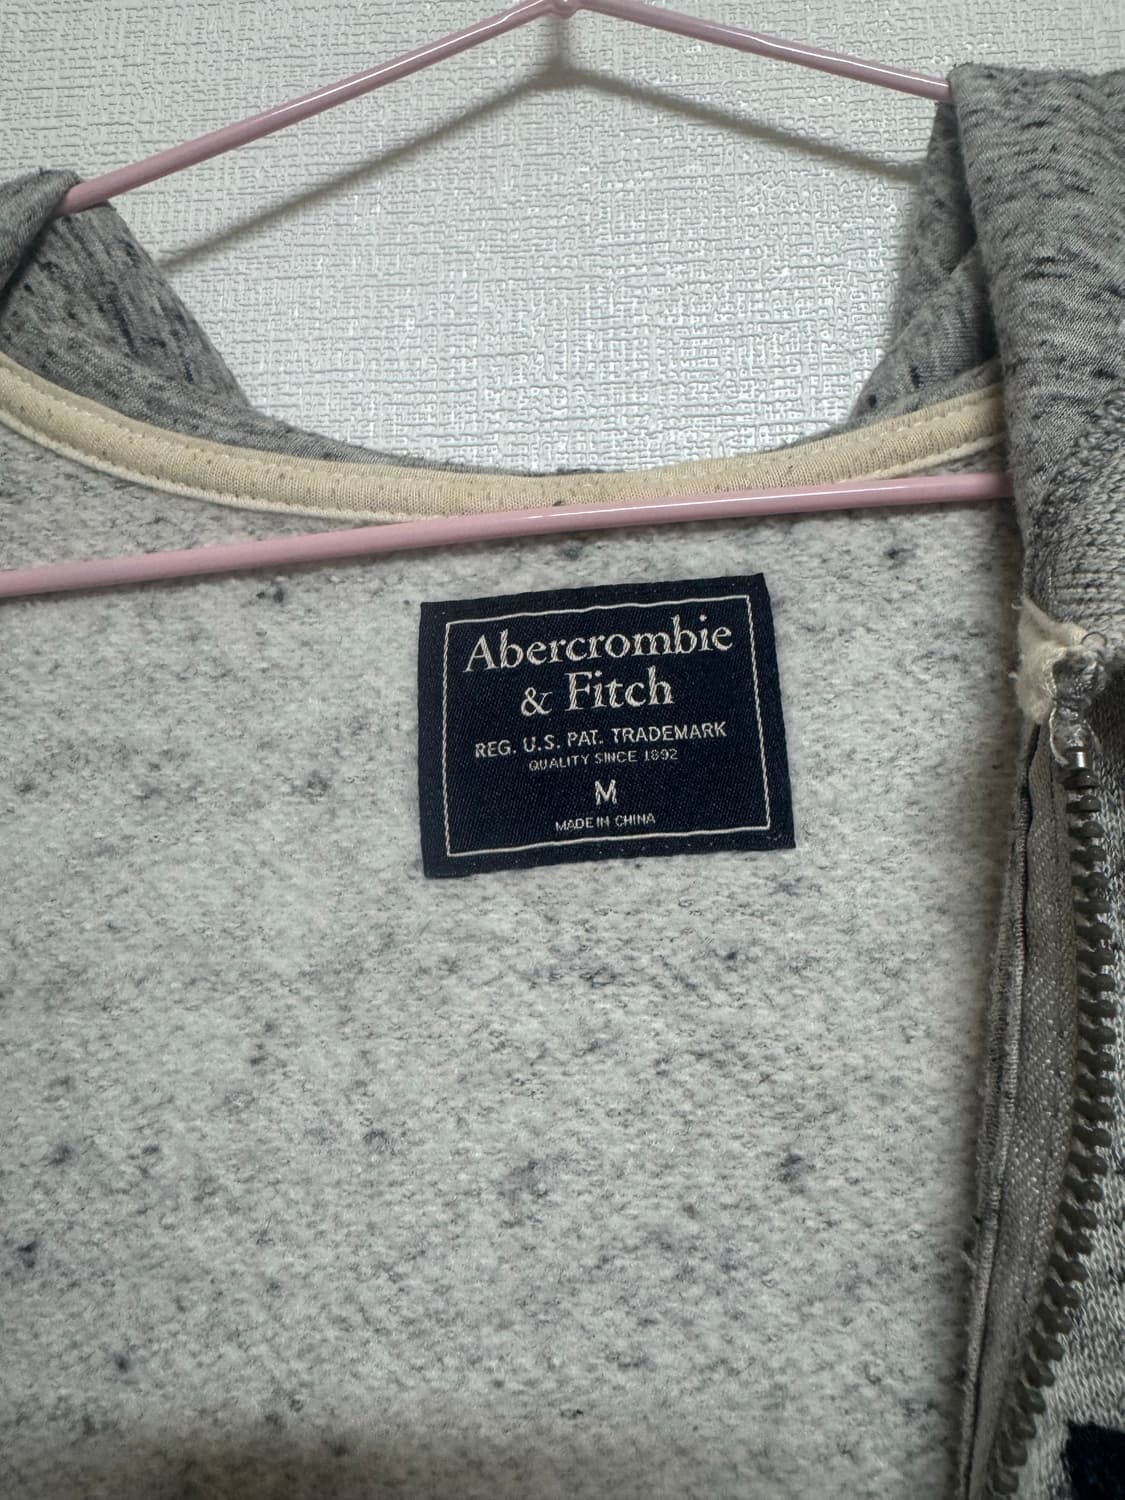 Abercrombie
& Fitch
REG. U.S. PAT. TRADEMARK
QUALITY SINCE 1892
M
MADE IN CHINA